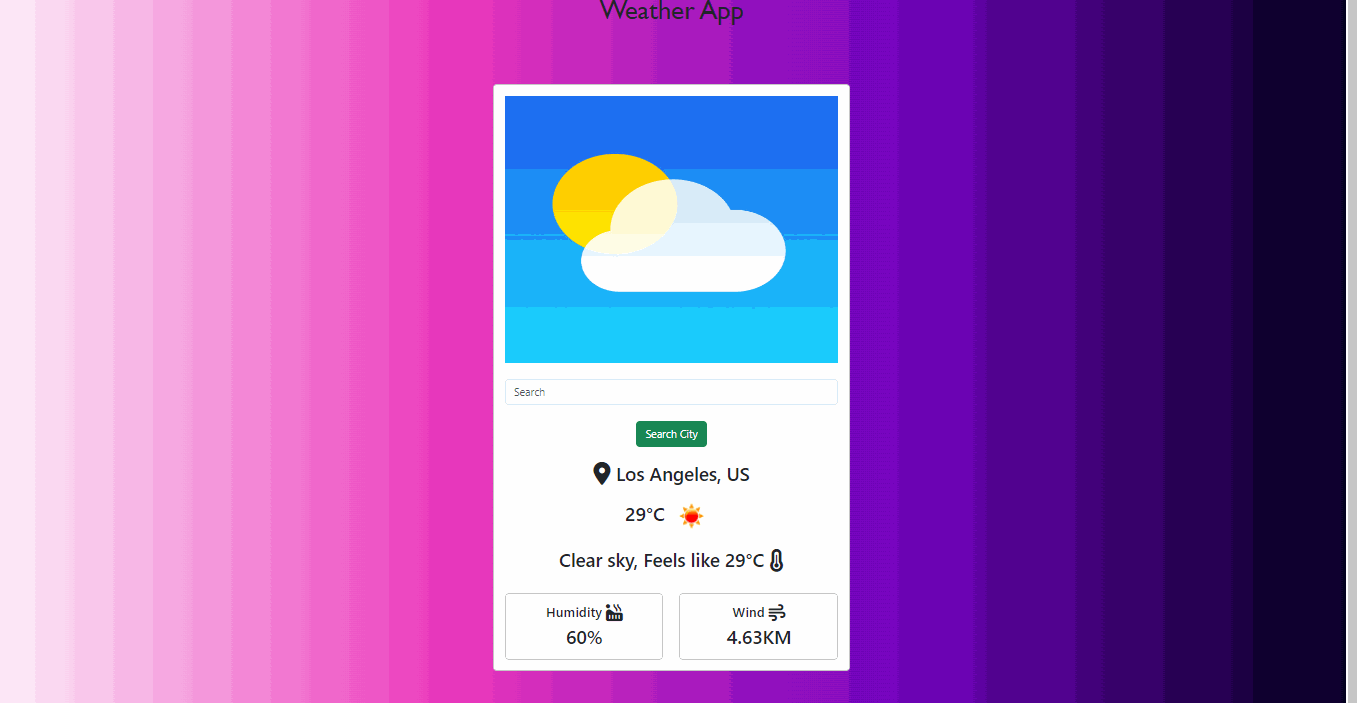 Weather App
Search
Search City
Los Angeles, US
29°C
Clear sky, Feels like 29°C
Humidity
60%
Wind
4.63KM